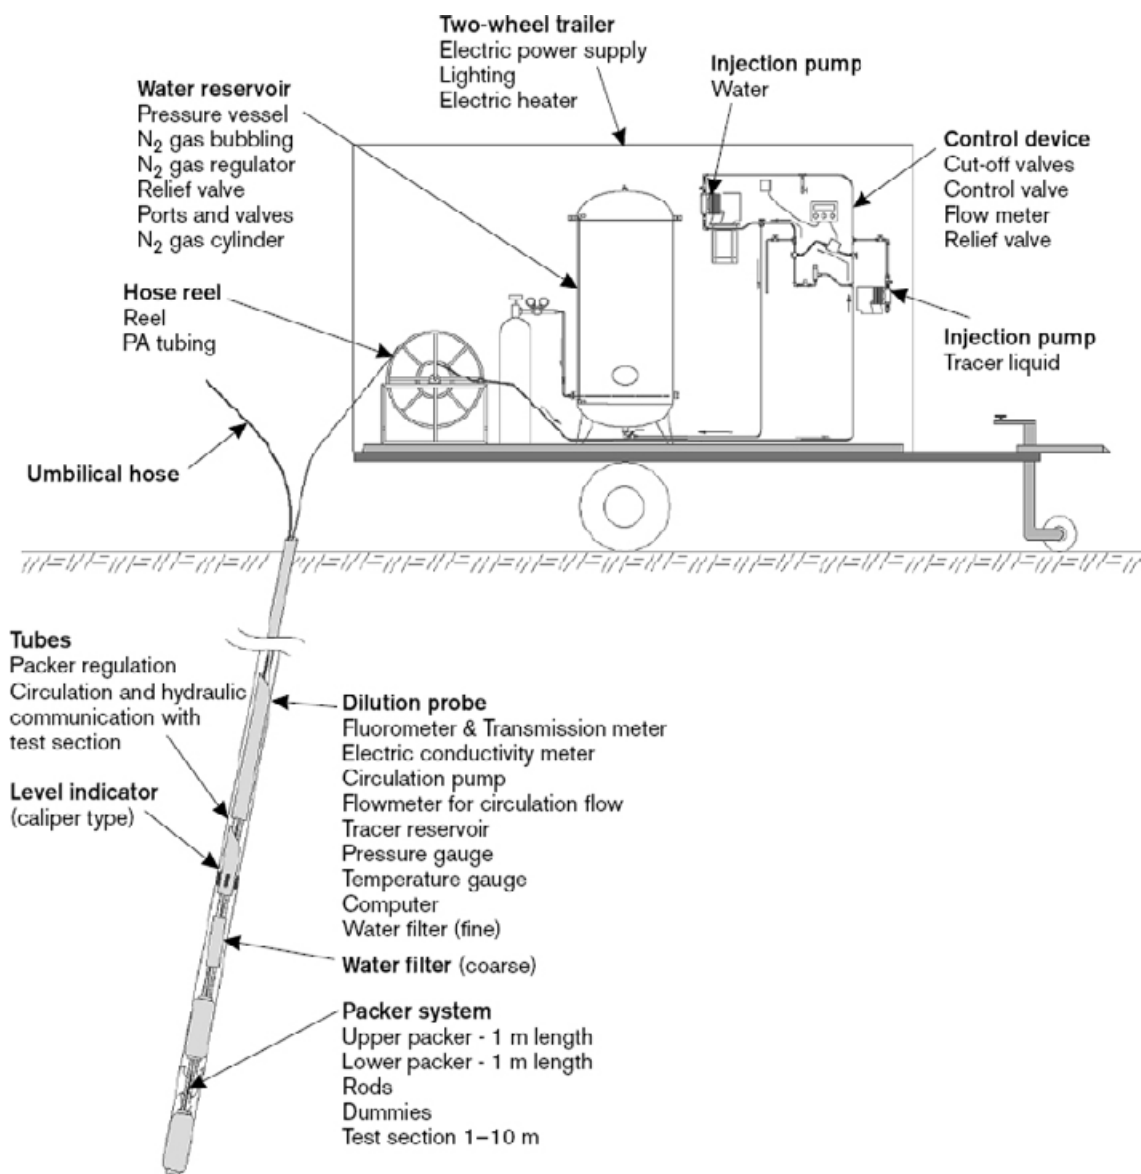 Two-wheel trailer
Electric power supply
Lighting
Electric heater
Injection pump
Water
Water reservoir
Pressure vessel
N₂ gas bubbling
N₂ gas regulator
Relief valve
Ports and valves
N₂ gas cylinder
Control device
Cut-off valves
Control valve
Flow meter
Relief valve
Hose reel
Reel
PA tubing
Injection pump
Tracer liquid
Umbilical hose
Tubes
Packer regulation
Circulation and hydraulic
communication with
test section
Level indicator
(caliper type)
Dilution probe
Fluorometer & Transmission meter
Electric conductivity meter
Circulation pump
Flowmeter for circulation flow
Tracer reservoir
Pressure gauge
Temperature gauge
Computer
Water filter (fine)
Water filter (coarse)
Packer system
Upper packer - 1 m length
Lower packer - 1 m length
Rods
Dummies
Test section 1–10 m